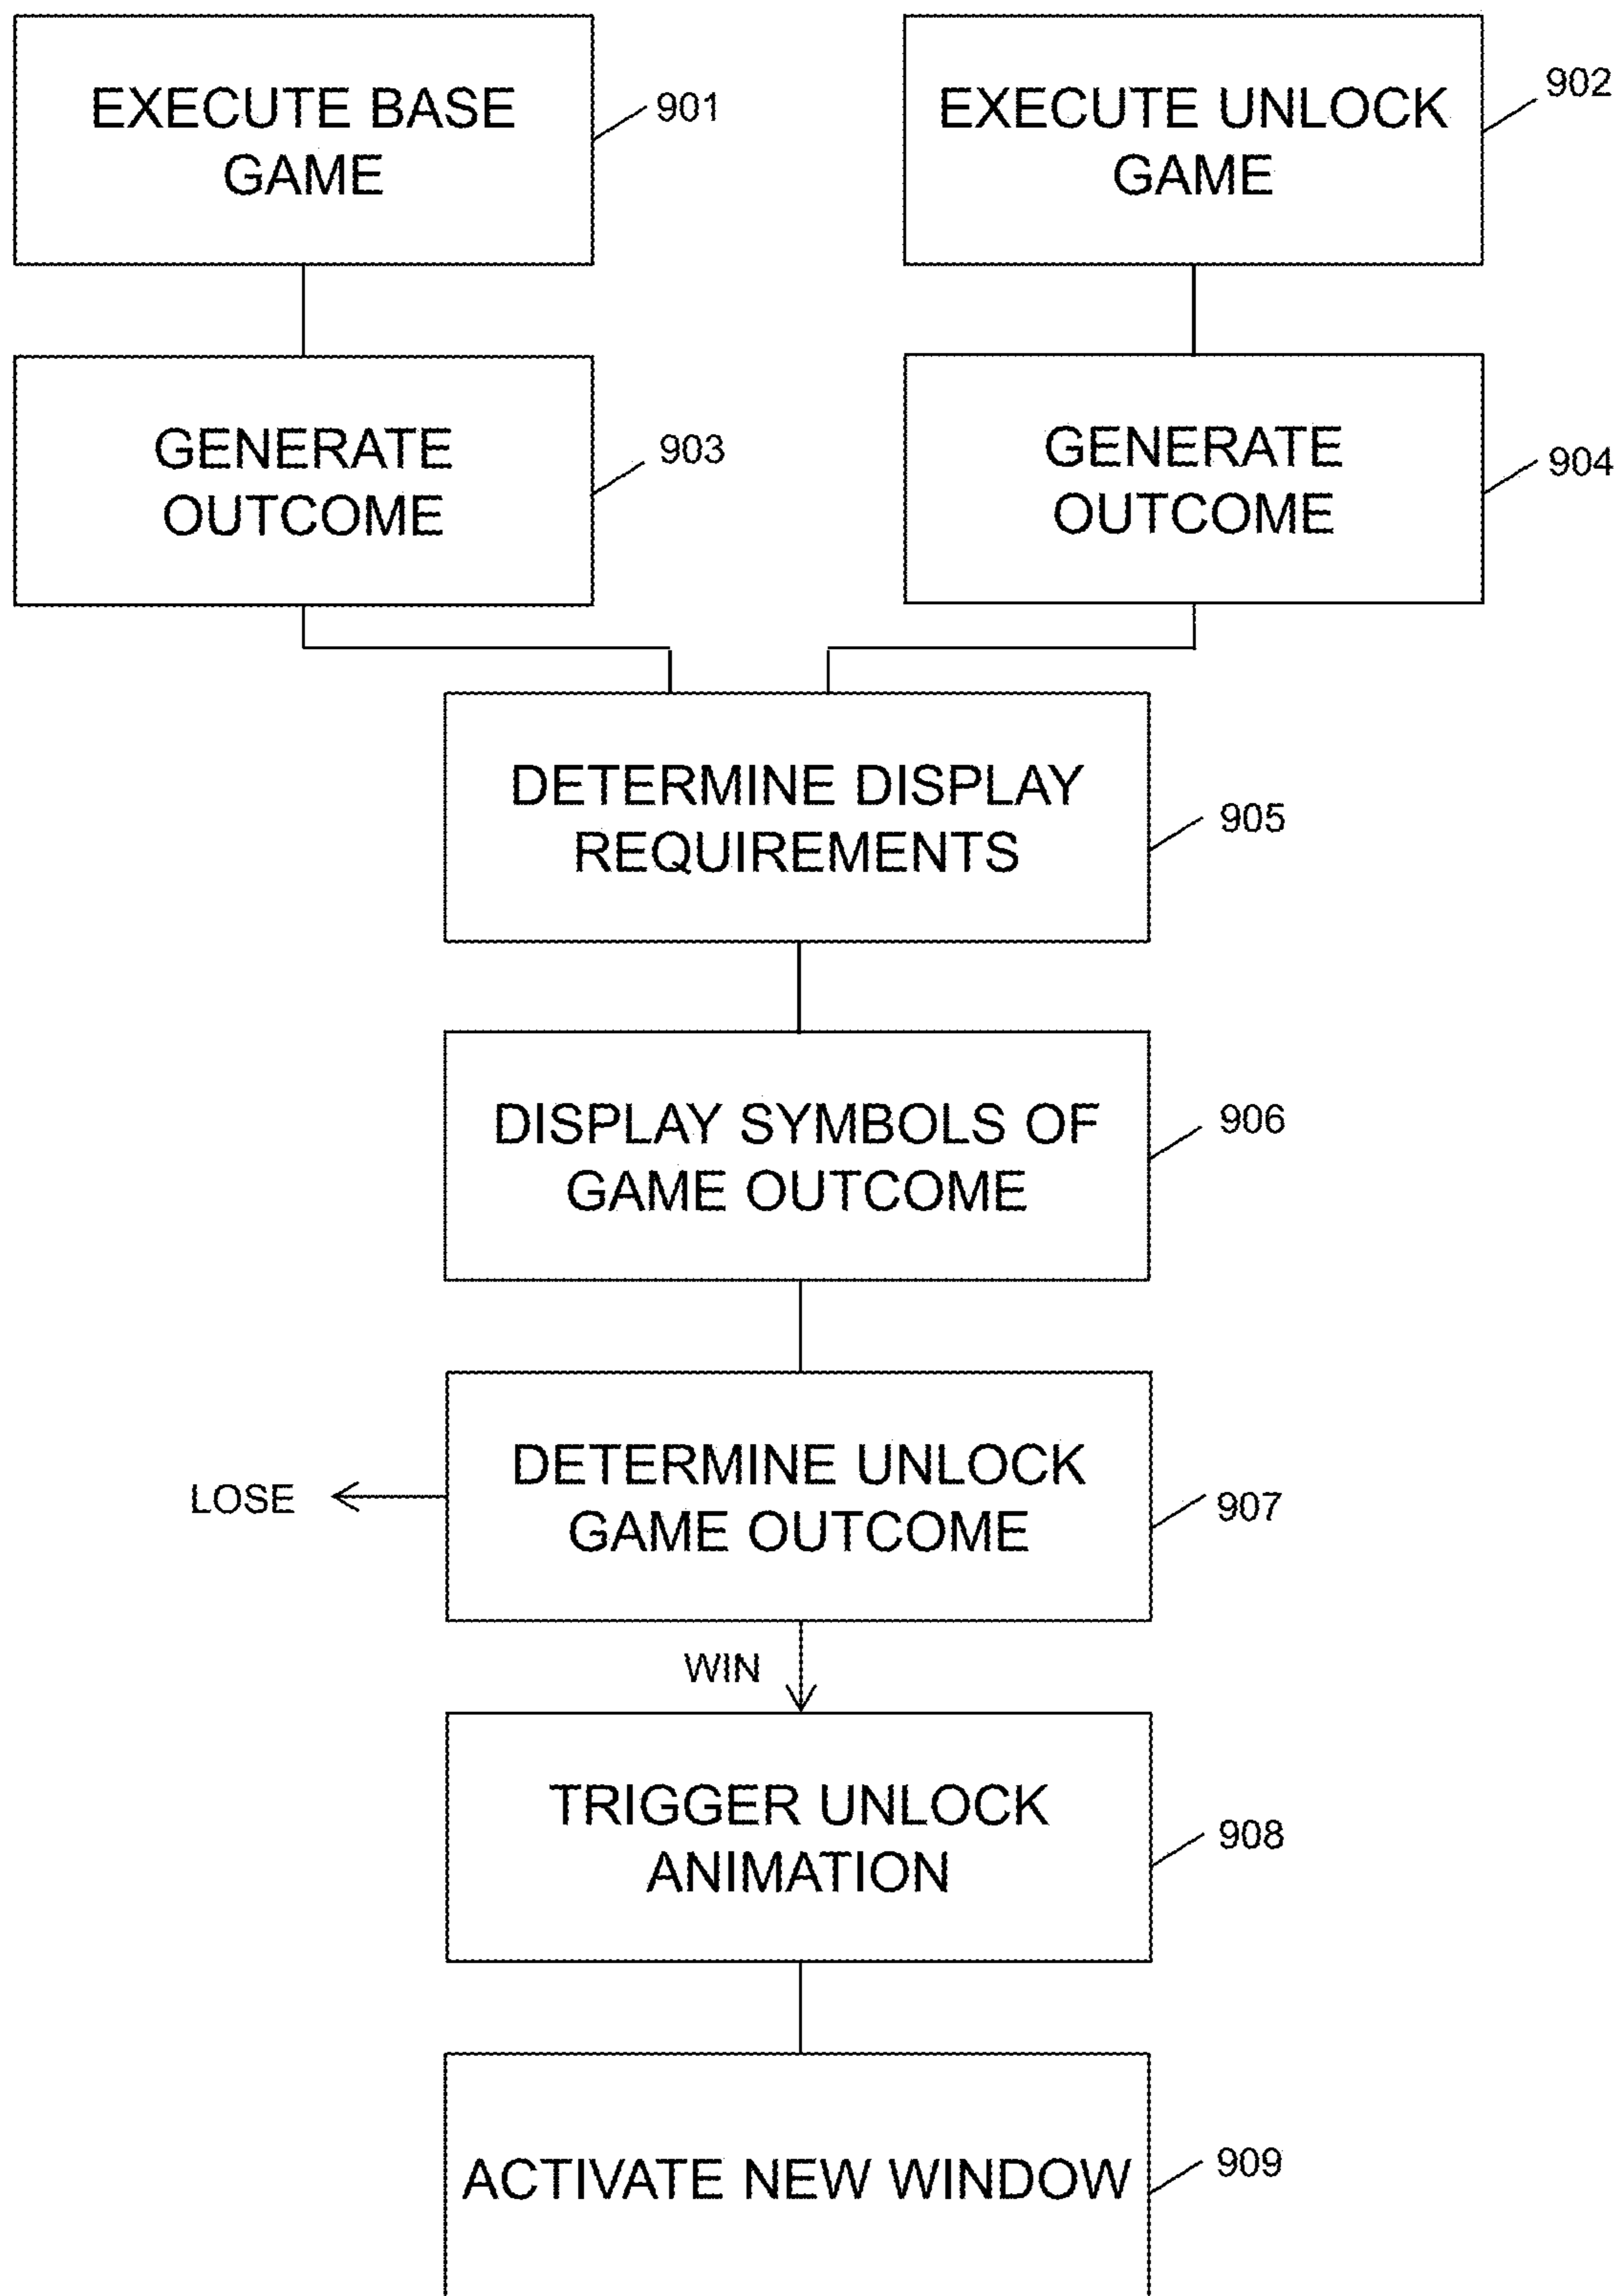 EXECUTE BASE
GAME
901
EXECUTE UNLOCK
GAME
902
GENERATE
OUTCOME
903
GENERATE
OUTCOME
904
DETERMINE DISPLAY
REQUIREMENTS
905
DISPLAY SYMBOLS OF
GAME OUTCOME
906
DETERMINE UNLOCK
GAME OUTCOME
907
LOSE
WIN
TRIGGER UNLOCK
ANIMATION
908
ACTIVATE NEW WINDOW
909